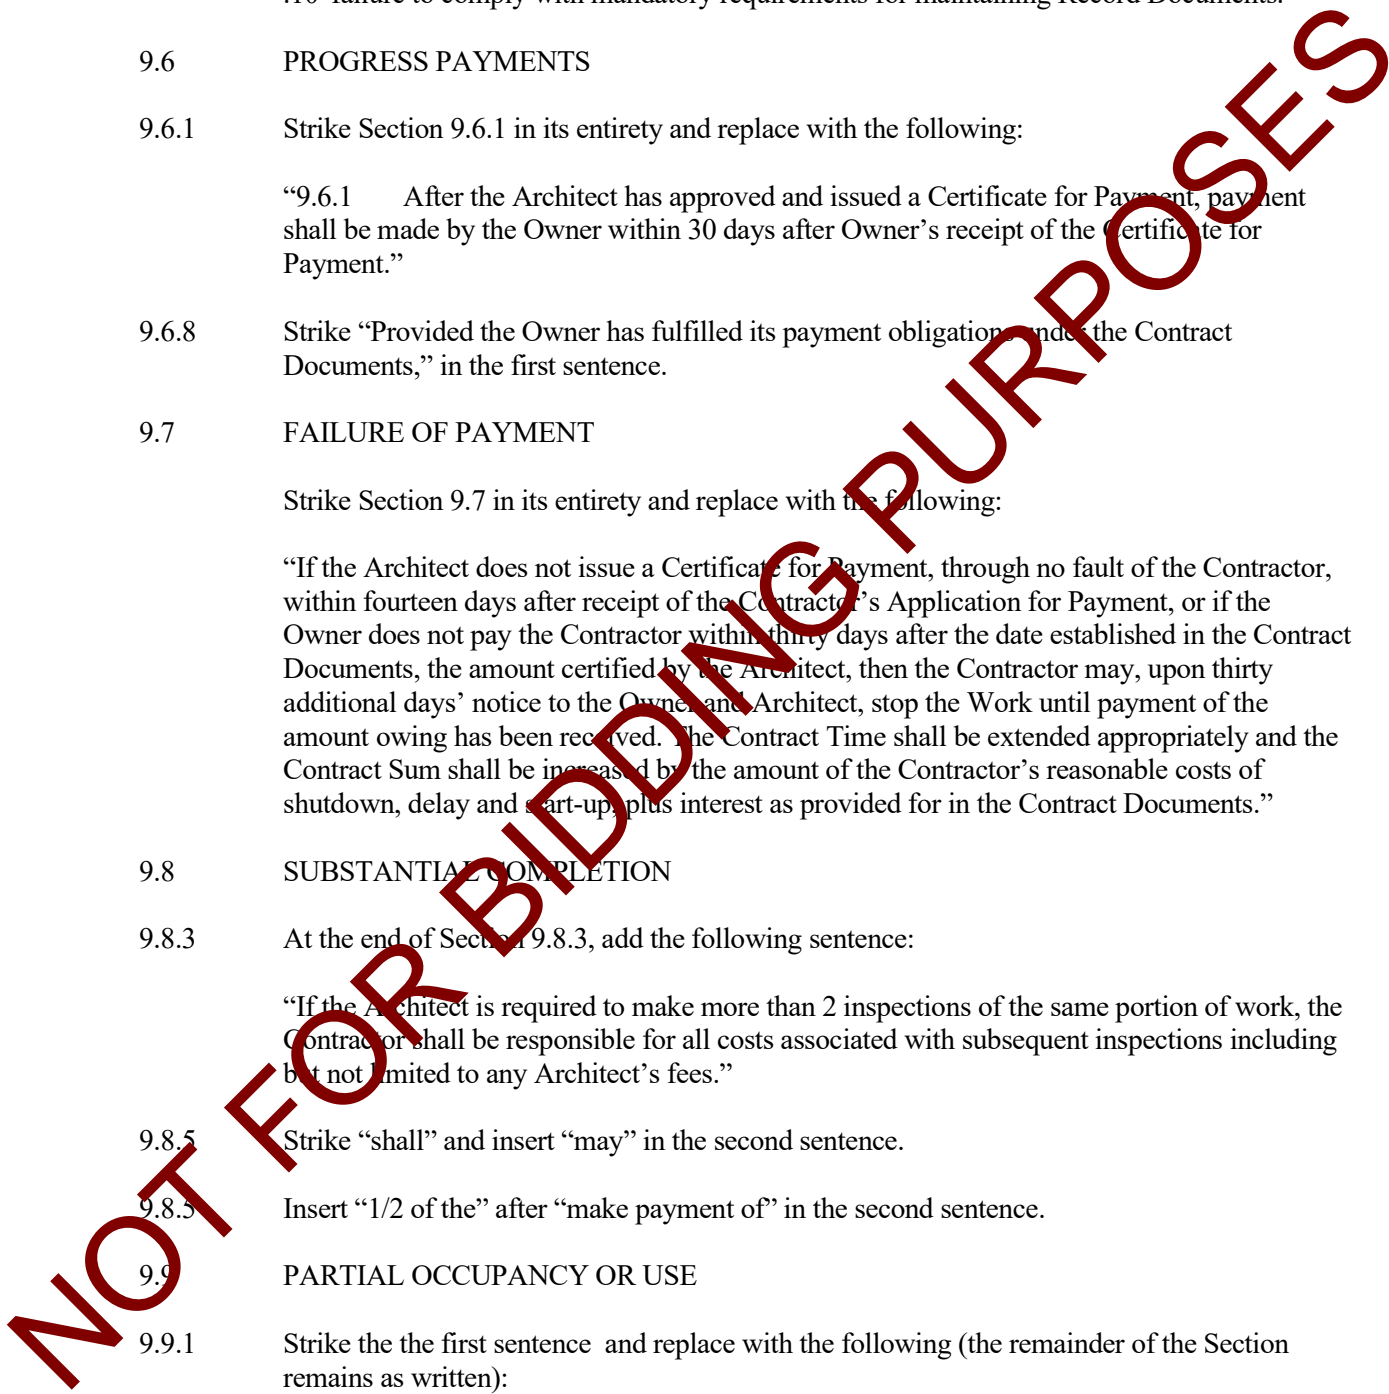 .10 failure to comply with mandatory requirements for maintaining Record Documents.
9.6 PROGRESS PAYMENTS
9.6.1 Strike Section 9.6.1 in its entirety and replace with the following:
“9.6.1 After the Architect has approved and issued a Certificate for Payment, payment
shall be made by the Owner within 30 days after Owner’s receipt of the Certificate for
Payment.”
9.6.8 Strike “Provided the Owner has fulfilled its payment obligations under the Contract
Documents,” in the first sentence.
9.7 FAILURE OF PAYMENT
Strike Section 9.7 in its entirety and replace with the following:
“If the Architect does not issue a Certificate for Payment, through no fault of the Contractor,
within fourteen days after receipt of the Contractor’s Application for Payment, or if the
Owner does not pay the Contractor within thirty days after the date established in the Contract
Documents, the amount certified by the Architect, then the Contractor may, upon thirty
additional days’ notice to the Owner and Architect, stop the Work until payment of the
amount owing has been received. The Contract Time shall be extended appropriately and the
Contract Sum shall be increased by the amount of the Contractor’s reasonable costs of
shutdown, delay and start-up, plus interest as provided for in the Contract Documents.”
9.8 SUBSTANTIAL COMPLETION
9.8.3 At the end of Section 9.8.3, add the following sentence:
“If the Architect is required to make more than 2 inspections of the same portion of work, the
Contractor shall be responsible for all costs associated with subsequent inspections including
but not limited to any Architect’s fees.”
9.8.5 Strike “shall” and insert “may” in the second sentence.
9.8.5 Insert “1/2 of the” after “make payment of” in the second sentence.
9.9 PARTIAL OCCUPANCY OR USE
9.9.1 Strike the the first sentence and replace with the following (the remainder of the Section
remains as written):
NOT FOR BIDDING PURPOSES